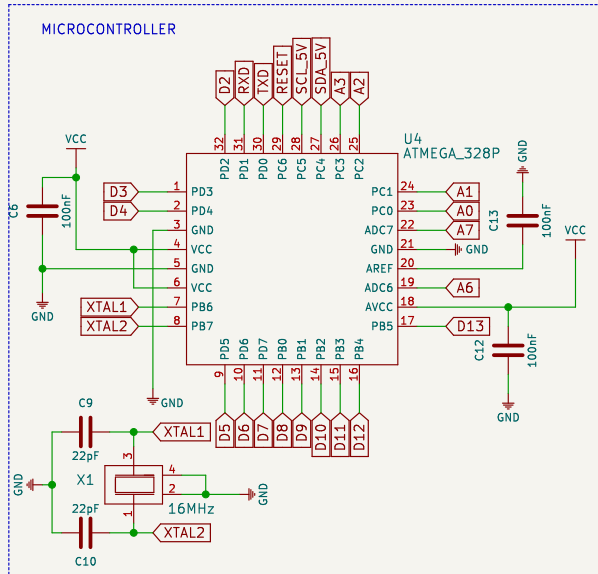 MICROCONTROLLER
D2
RXD
TXD
RESET
SCL_5V
SDA_5V
A3
A2
32
31
30
29
28
27
26
25
PD2
PD1
PD0
PC6
PC5
PC4
PC3
PC2
U4
ATMEGA_328P
GND
VCC
C6
100nF
GND
D3 1 PD3
D4 2 PD4
3 GND
4 VCC
5 GND
6 VCC
XTAL1 7 PB6
XTAL2 8 PB7
PC1 24 A1
PC0 23 A0
ADC7 22 A7
GND 21 GND
AREF 20
ADC6 19 A6
AVCC 18
PB5 17 D13
C13
100nF
VCC
C12
100nF
GND
PD5
PD6
PD7
PB0
PB1
PB2
PB3
PB4
9
10
11
12
13
14
15
16
D5
D6
D7
D8
D9
D10
D11
D12
GND
C9
22pF
XTAL1
GND
X1
3
4
2
1
16MHz
GND
22pF
C10
XTAL2